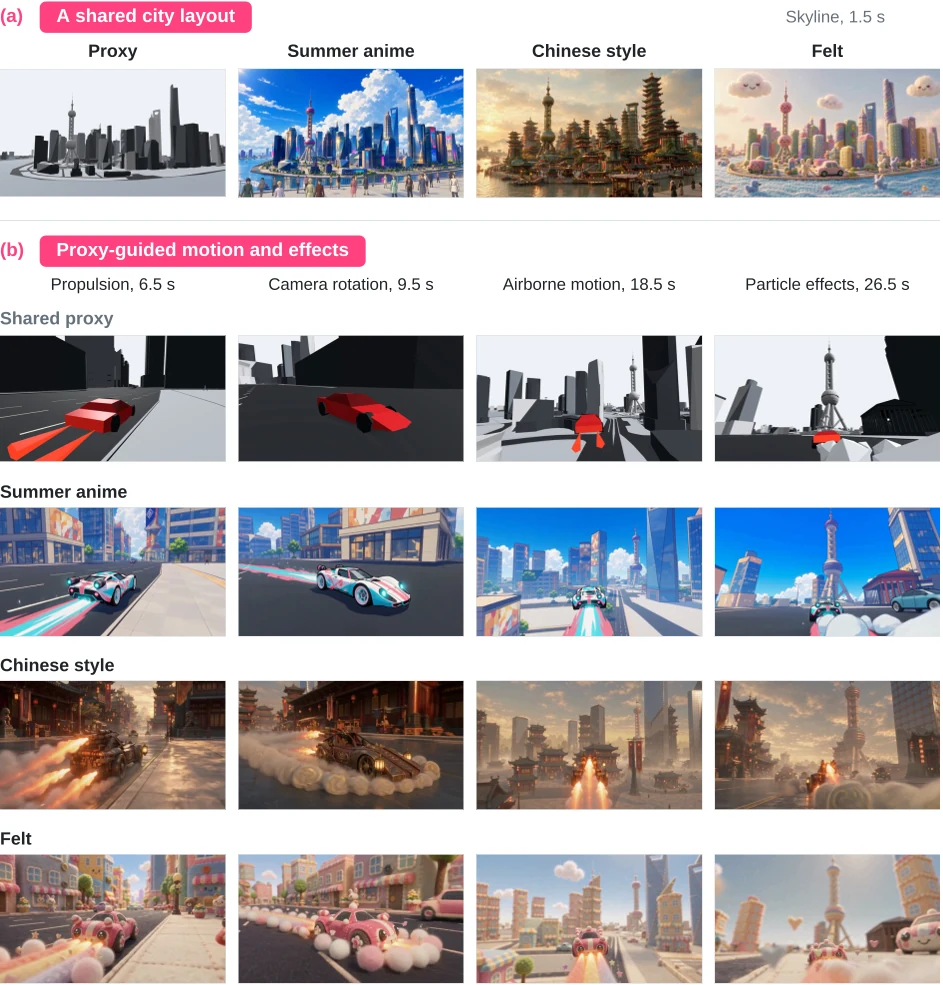 (a) A shared city layout Skyline, 1.5 s
Proxy Summer anime Chinese style Felt
(b) Proxy-guided motion and effects
Propulsion, 6.5 s Camera rotation, 9.5 s Airborne motion, 18.5 s Particle effects, 26.5 s
Shared proxy
Summer anime
Chinese style
Felt